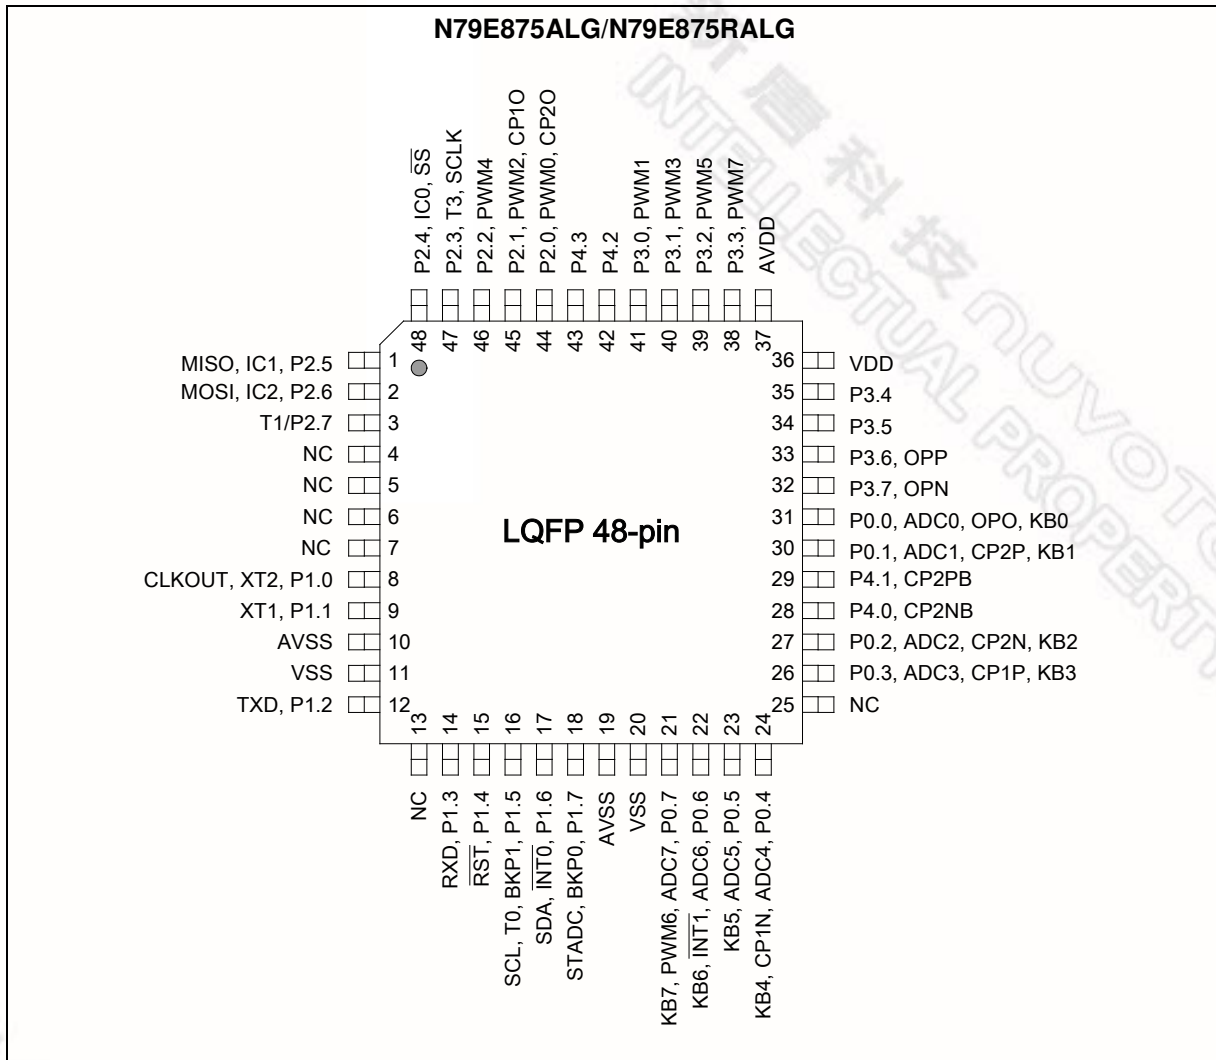 N79E875ALG/N79E875RALG
新唐科技 nuvoTo
INTELLECTUAL PROPERTY
P2.4, IC0, SS
P2.3, T3, SCLK
P2.2, PWM4
P2.1, PWM2, CP1O
P2.0, PWM0, CP2O
P4.3
P4.2
P3.0, PWM1
P3.1, PWM3
P3.2, PWM5
P3.3, PWM7
AVDD
48 47 46 45 44 43 42 41 40 39 38 37
MISO, IC1, P2.5 1
MOSI, IC2, P2.6 2
T1/P2.7 3
NC 4
NC 5
NC 6
NC 7
CLKOUT, XT2, P1.0 8
XT1, P1.1 9
AVSS 10
VSS 11
TXD, P1.2 12
LQFP 48-pin
36 VDD
35 P3.4
34 P3.5
33 P3.6, OPP
32 P3.7, OPN
31 P0.0, ADC0, OPO, KB0
30 P0.1, ADC1, CP2P, KB1
29 P4.1, CP2PB
28 P4.0, CP2NB
27 P0.2, ADC2, CP2N, KB2
26 P0.3, ADC3, CP1P, KB3
25 NC
13 14 15 16 17 18 19 20 21 22 23 24
NC
RXD, P1.3
RST, P1.4
SCL, T0, BKP1, P1.5
SDA, INT0, P1.6
STADC, BKP0, P1.7
AVSS
VSS
KB7, PWM6, ADC7, P0.7
KB6, INT1, ADC6, P0.6
KB5, ADC5, P0.5
KB4, CP1N, ADC4, P0.4